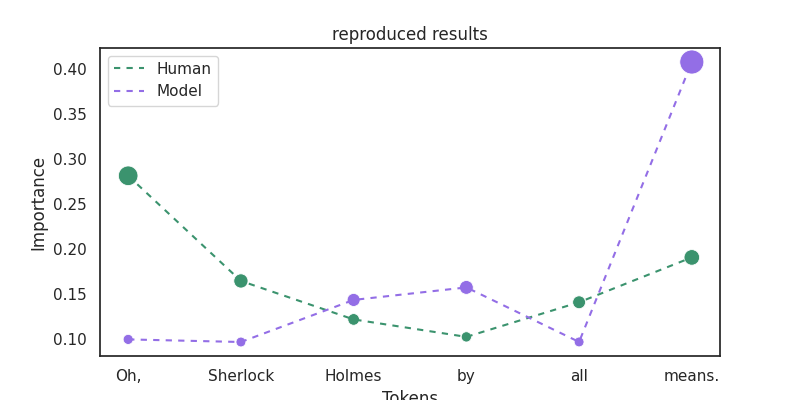 reproduced results
Human
Model
Importance
0.40
0.35
0.30
0.25
0.20
0.15
0.10
Oh, Sherlock Holmes by all means.
Tokens